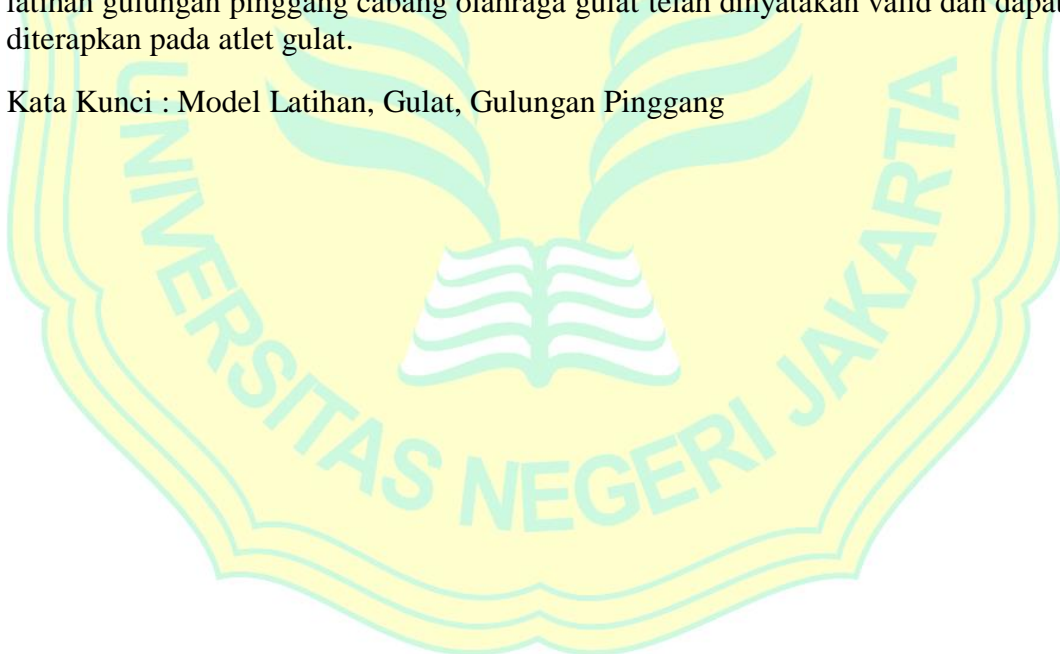 latihan gulungan pinggang cabang olahraga gulat telah dinyatakan valid dan dapat
diterapkan pada atlet gulat.
Kata Kunci : Model Latihan, Gulat, Gulungan Pinggang
UNIVERSITAS NEGERI JAKARTA